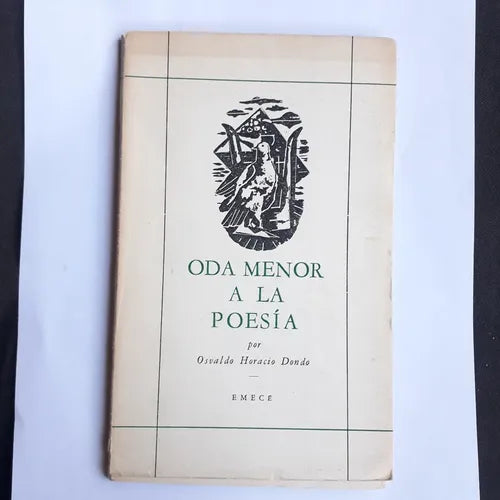 ODA MENOR
A LA
POESÍA
por
Osvaldo Horacio Dondo
—
EMECÉ